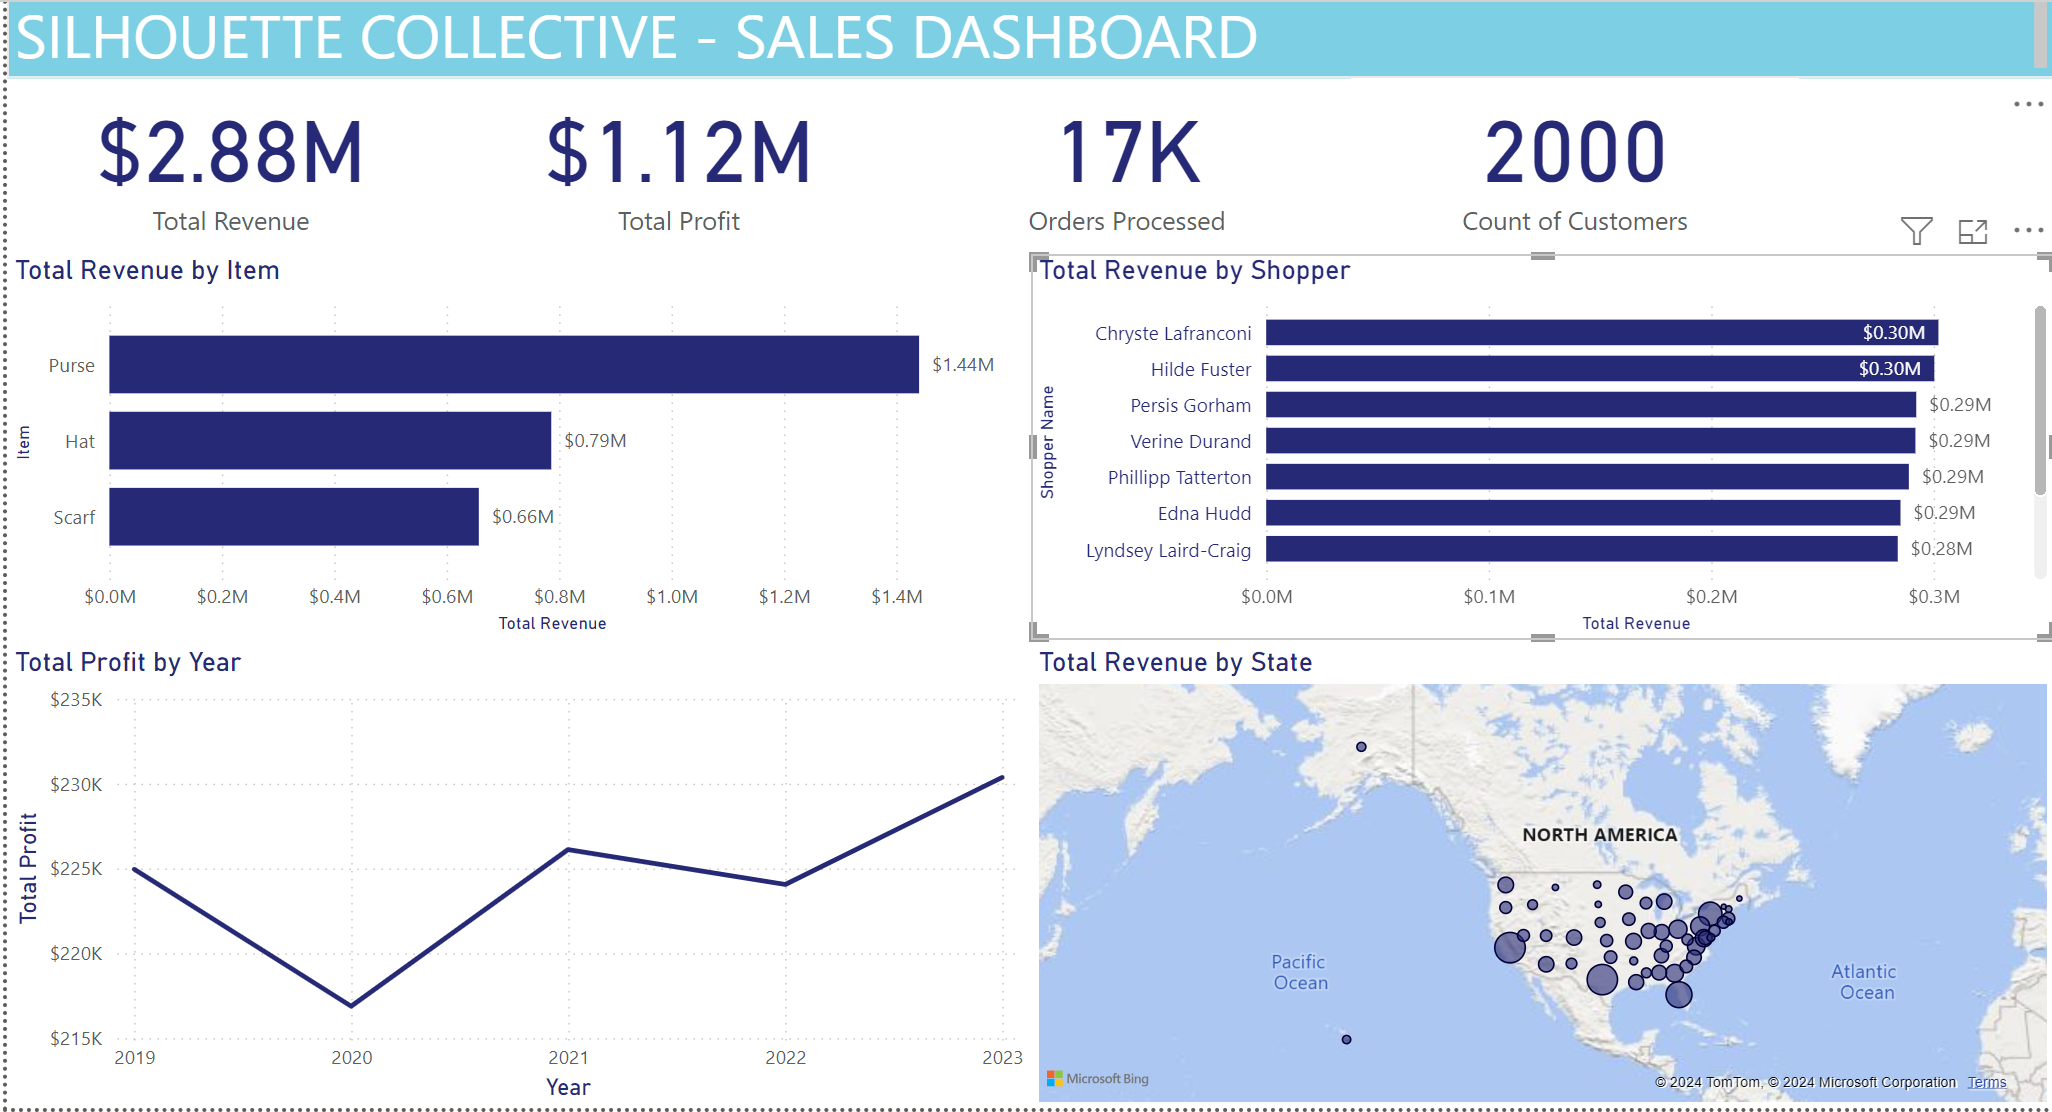 SILHOUETTE COLLECTIVE - SALES DASHBOARD
$2.88M
Total Revenue
$1.12M
Total Profit
17K
Orders Processed
2000
Count of Customers
Total Revenue by Item
Item
Purse $1.44M
Hat $0.79M
Scarf $0.66M
$0.0M $0.2M $0.4M $0.6M $0.8M $1.0M $1.2M $1.4M
Total Revenue
Total Revenue by Shopper
Shopper Name
Chryste Lafranconi $0.30M
Hilde Fuster $0.30M
Persis Gorham $0.29M
Verine Durand $0.29M
Phillipp Tatterton $0.29M
Edna Hudd $0.29M
Lyndsey Laird-Craig $0.28M
$0.0M $0.1M $0.2M $0.3M
Total Revenue
Total Profit by Year
Total Profit
$235K
$230K
$225K
$220K
$215K
2019 2020 2021 2022 2023
Year
Total Revenue by State
NORTH AMERICA
Pacific
Ocean
Atlantic
Ocean
Microsoft Bing
© 2024 TomTom, © 2024 Microsoft Corporation Terms